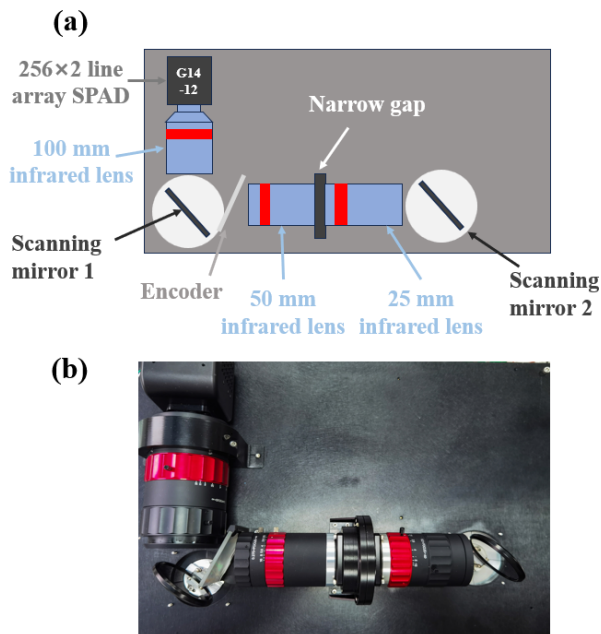 (a)
256×2 line
array SPAD
G14
-12
Narrow gap
100 mm
infrared lens
Scanning
mirror 1
Encoder
50 mm
infrared lens
25 mm
infrared lens
Scanning
mirror 2
(b)